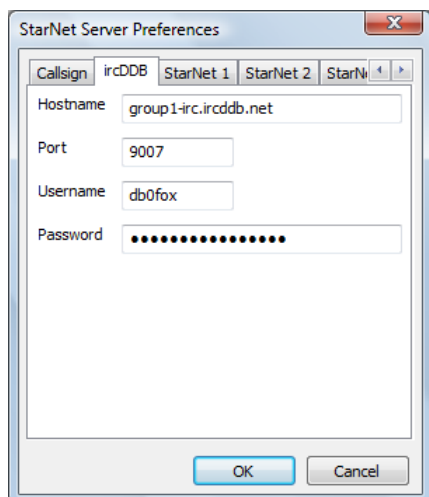 StarNet Server Preferences
Callsign ircDDB StarNet 1 StarNet 2 StarN
Hostname group1-irc.ircddb.net
Port 9007
Username db0fox
Password ●●●●●●●●●●●●●●●●
OK Cancel